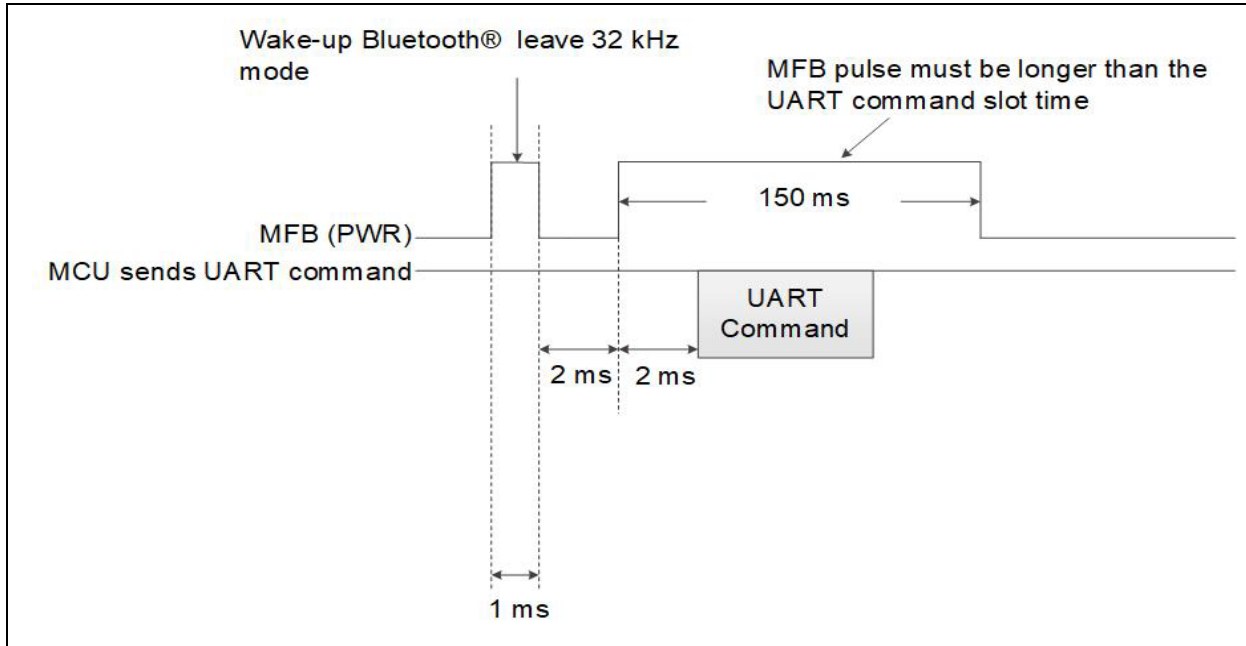 Wake-up Bluetooth® leave 32 kHz
mode
MFB pulse must be longer than the
UART command slot time
150 ms
MFB (PWR)
MCU sends UART command
UART
Command
2 ms
2 ms
1 ms